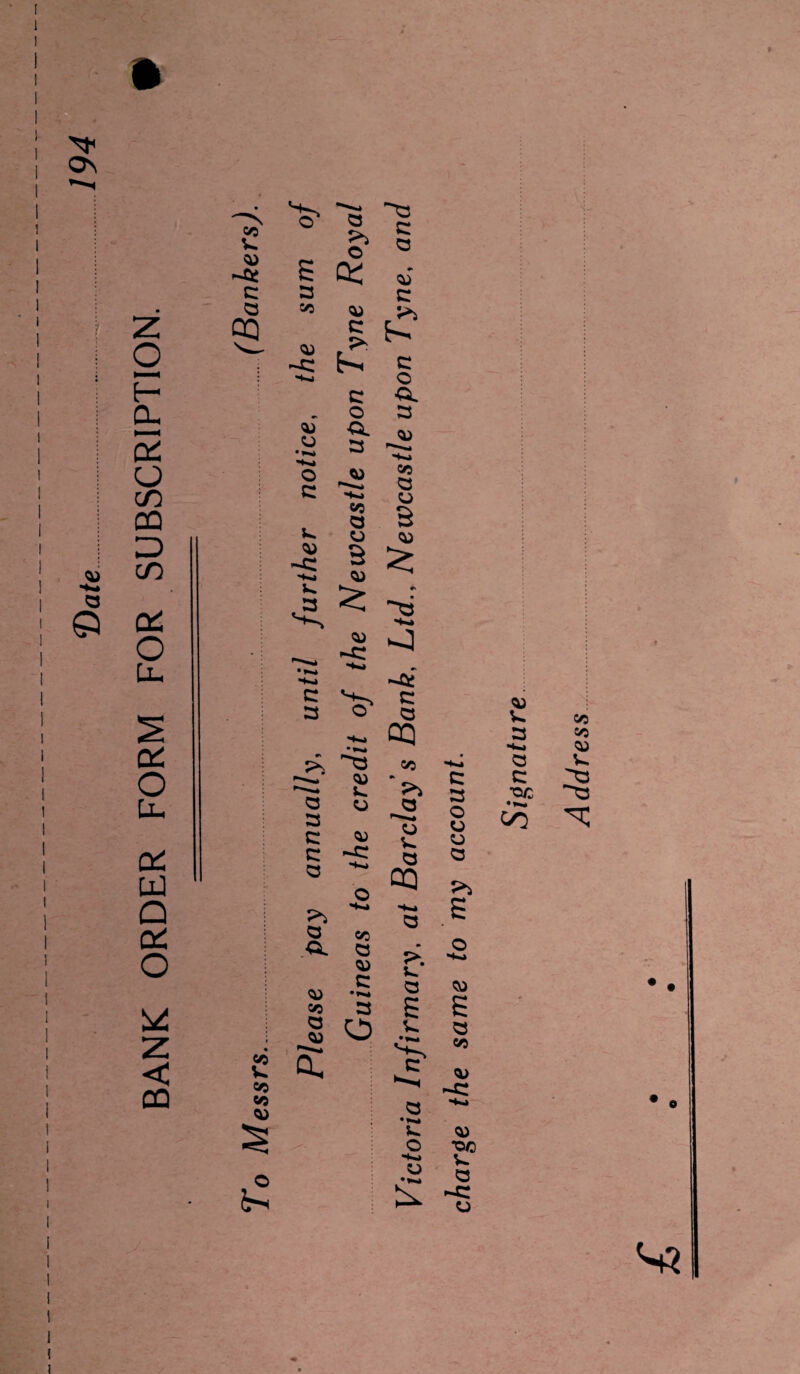 Date.......................... 194
BANK ORDER FORM FOR SUBSCRIPTION.
To Messrs...........................................................(Bankers).
Please pay annually, until further notice, the sum of
.................... Guineas to the credit of the Newcastle upon Tyne Royal
Victoria Infirmary, at Barclay's Bank, Ltd., Newcastle upon Tyne, and
charge the same to my account.
Signature..............................
Address..............................
£ : :